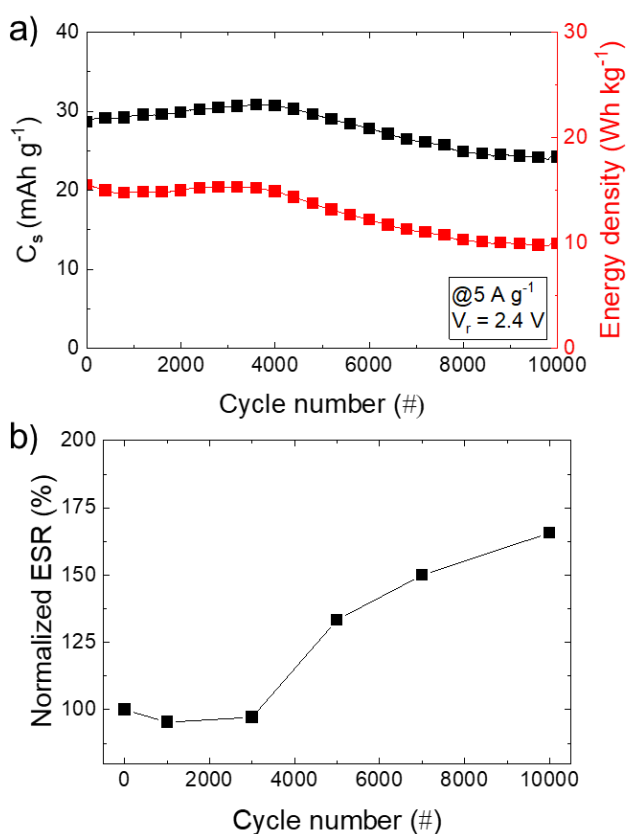 a)
40
30
20
10
0
C_s (mAh g⁻¹)
30
20
10
0
Energy density (Wh kg⁻¹)
@5 A g⁻¹
V_r = 2.4 V
0 2000 4000 6000 8000 10000
Cycle number (#)
b)
200
175
150
125
100
Normalized ESR (%)
0 2000 4000 6000 8000 10000
Cycle number (#)